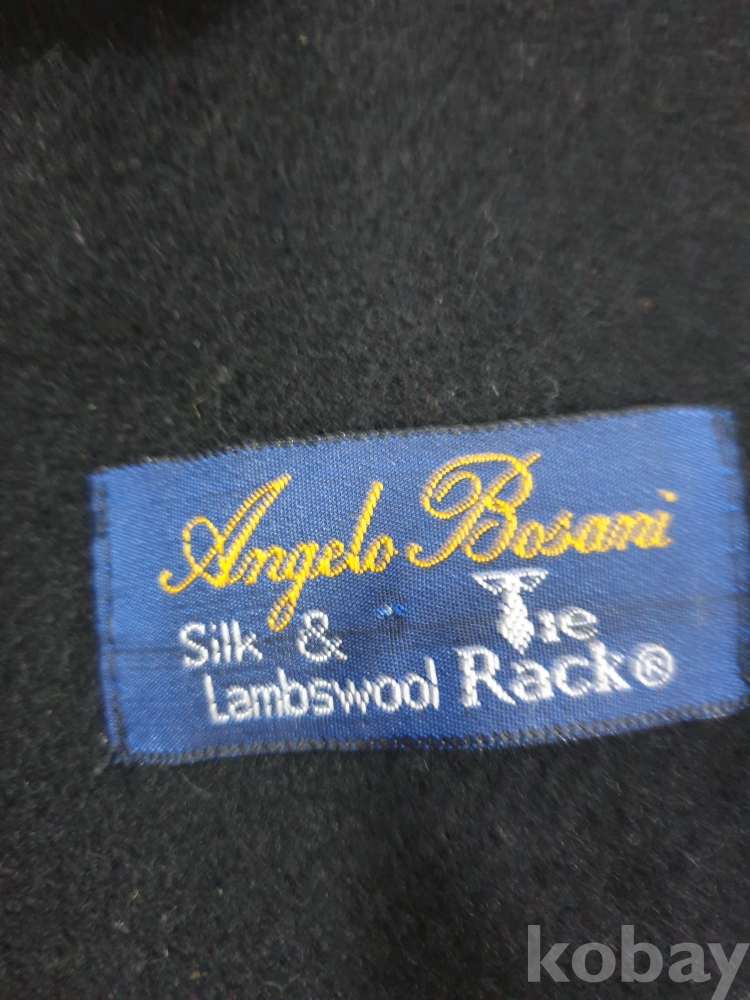 Angelo Bosani
Silk &
Lambswool
Tie
Rack®
kobay